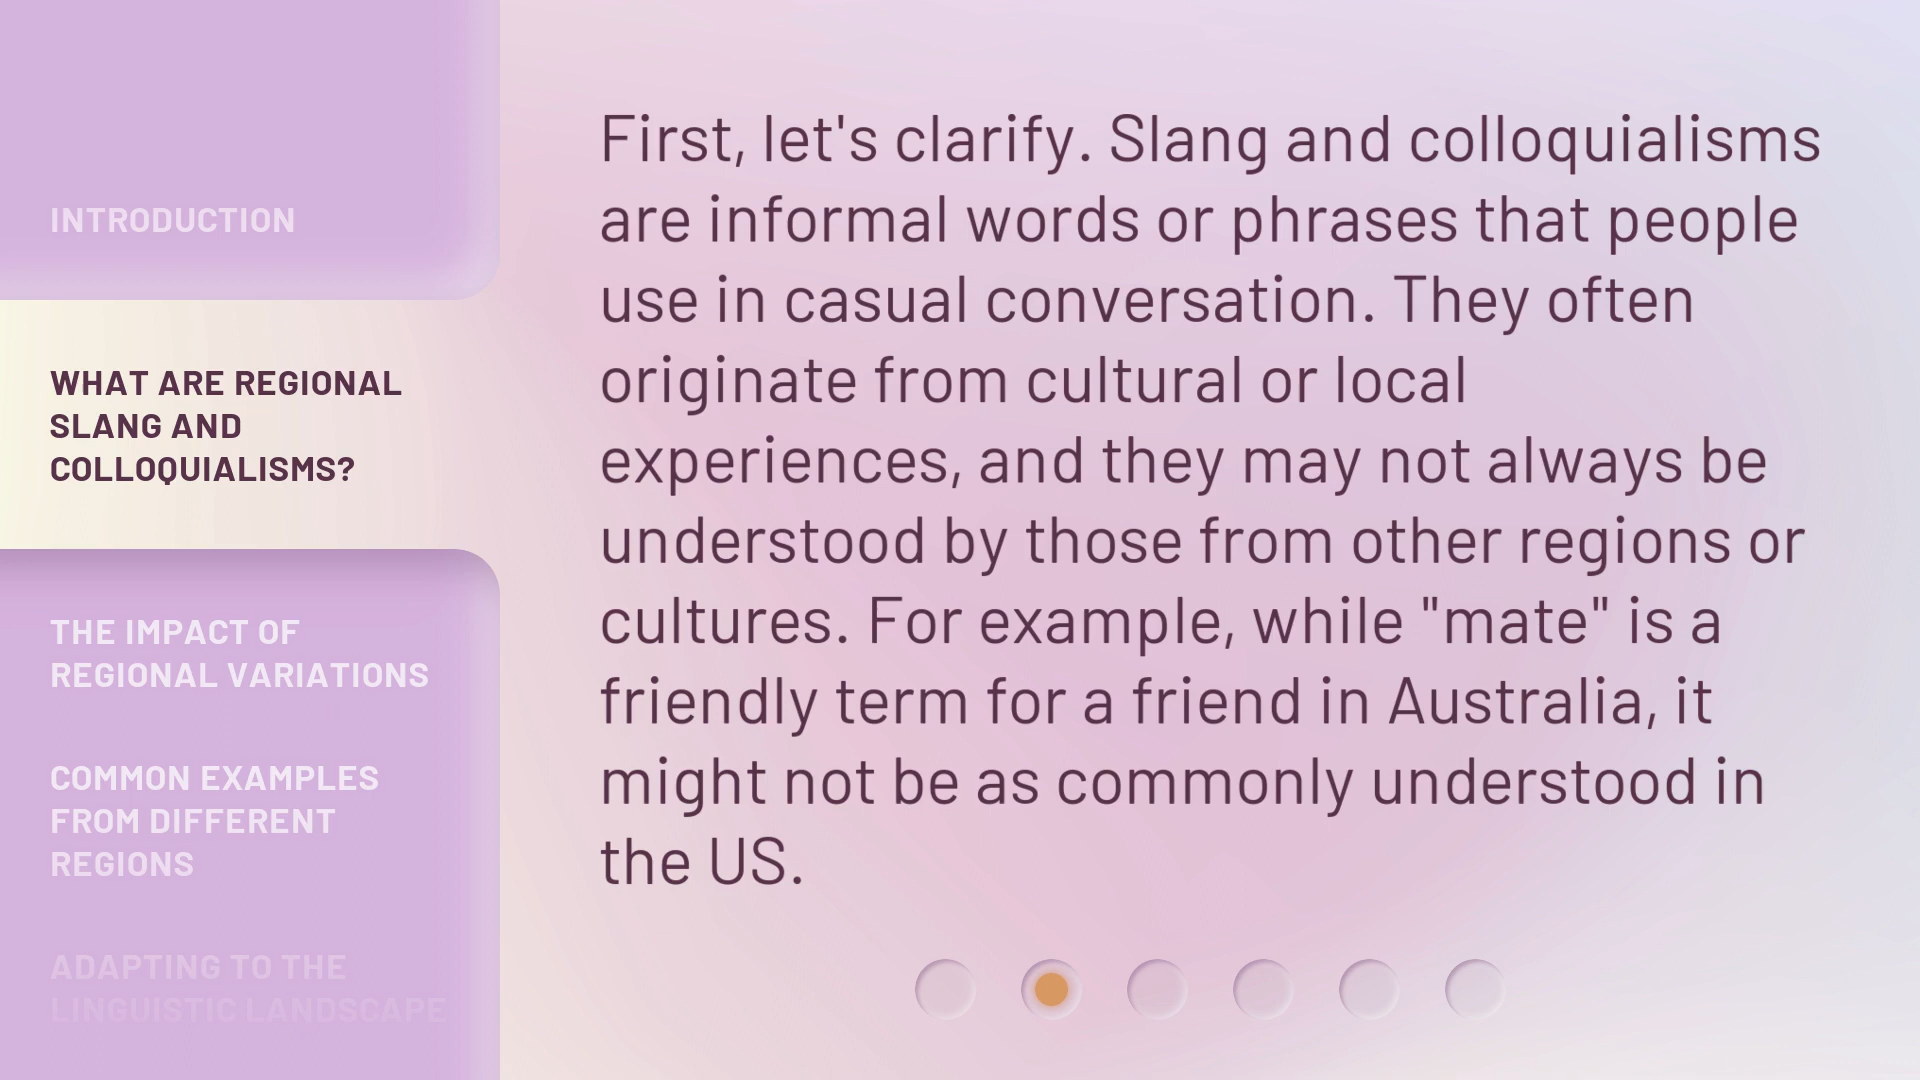 INTRODUCTION
WHAT ARE REGIONAL
SLANG AND
COLLOQUIALISMS?
THE IMPACT OF
REGIONAL VARIATIONS
COMMON EXAMPLES
FROM DIFFERENT
REGIONS
ADAPTING TO THE
LINGUISTIC LANDSCAPE
First, let's clarify. Slang and colloquialisms
are informal words or phrases that people
use in casual conversation. They often
originate from cultural or local
experiences, and they may not always be
understood by those from other regions or
cultures. For example, while "mate" is a
friendly term for a friend in Australia, it
might not be as commonly understood in
the US.